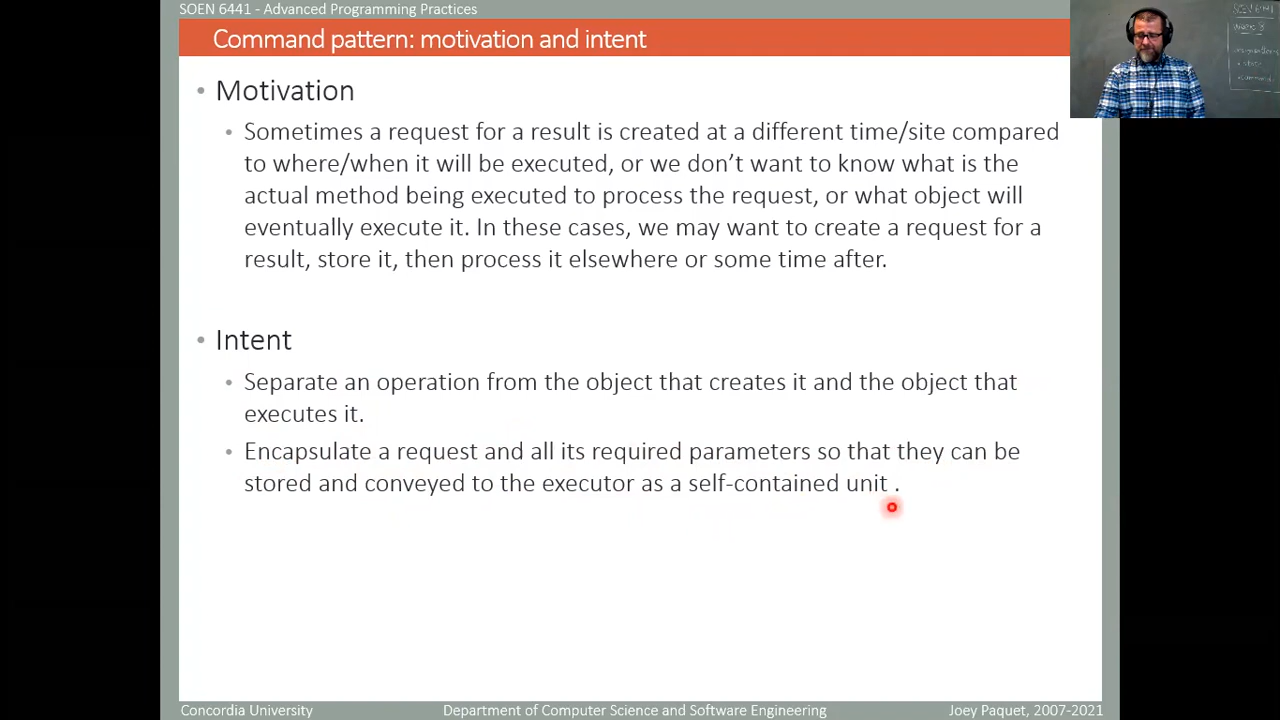 SOEN 6441 - Advanced Programming Practices
Command pattern: motivation and intent
• Motivation
• Sometimes a request for a result is created at a different time/site compared
to where/when it will be executed, or we don’t want to know what is the
actual method being executed to process the request, or what object will
eventually execute it. In these cases, we may want to create a request for a
result, store it, then process it elsewhere or some time after.
• Intent
• Separate an operation from the object that creates it and the object that
executes it.
• Encapsulate a request and all its required parameters so that they can be
stored and conveyed to the executor as a self-contained unit .
Concordia University
Department of Computer Science and Software Engineering
Joey Paquet, 2007-2021
SOEN 6441